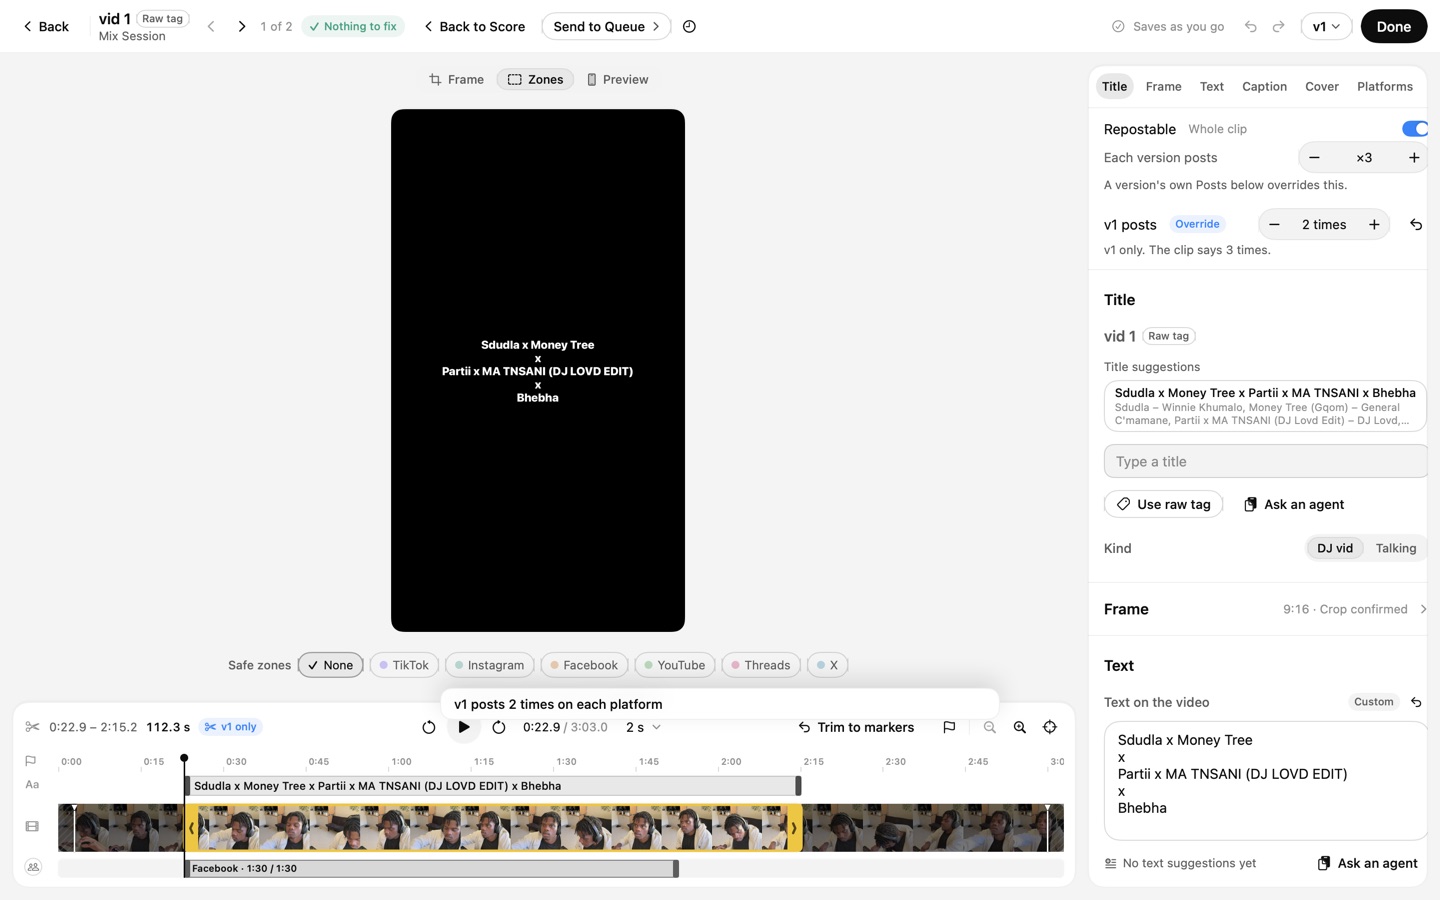 Back
vid 1 Raw tag
Mix Session
1 of 2
Nothing to fix
Back to Score
Send to Queue
Saves as you go
v1
Done
Frame
Zones
Preview
Sdudla x Money Tree
x
Partii x MA TNSANI (DJ LOVD EDIT)
x
Bhebha
Safe zones
None
TikTok
Instagram
Facebook
YouTube
Threads
X
v1 posts 2 times on each platform
0:22.9 – 2:15.2 112.3 s
v1 only
0:22.9 / 3:03.0
2 s
Trim to markers
0:00 0:15 0:30 0:45 1:00 1:15 1:30 1:45 2:00 2:15 2:30 2:45 3:0
Aa
Sdudla x Money Tree x Partii x MA TNSANI (DJ LOVD EDIT) x Bhebha
Facebook · 1:30 / 1:30
Title Frame Text Caption Cover Platforms
Repostable Whole clip
Each version posts
− ×3 +
A version's own Posts below overrides this.
v1 posts Override
− 2 times +
v1 only. The clip says 3 times.
Title
vid 1 Raw tag
Title suggestions
Sdudla x Money Tree x Partii x MA TNSANI x Bhebha
Sdudla – Winnie Khumalo, Money Tree (Gqom) – General
C'mamane, Partii x MA TNSANI (DJ Lovd Edit) – DJ Lovd,...
Type a title
Use raw tag
Ask an agent
Kind
DJ vid
Talking
Frame
9:16 · Crop confirmed
Text
Text on the video
Custom
Sdudla x Money Tree
x
Partii x MA TNSANI (DJ LOVD EDIT)
x
Bhebha
No text suggestions yet
Ask an agent